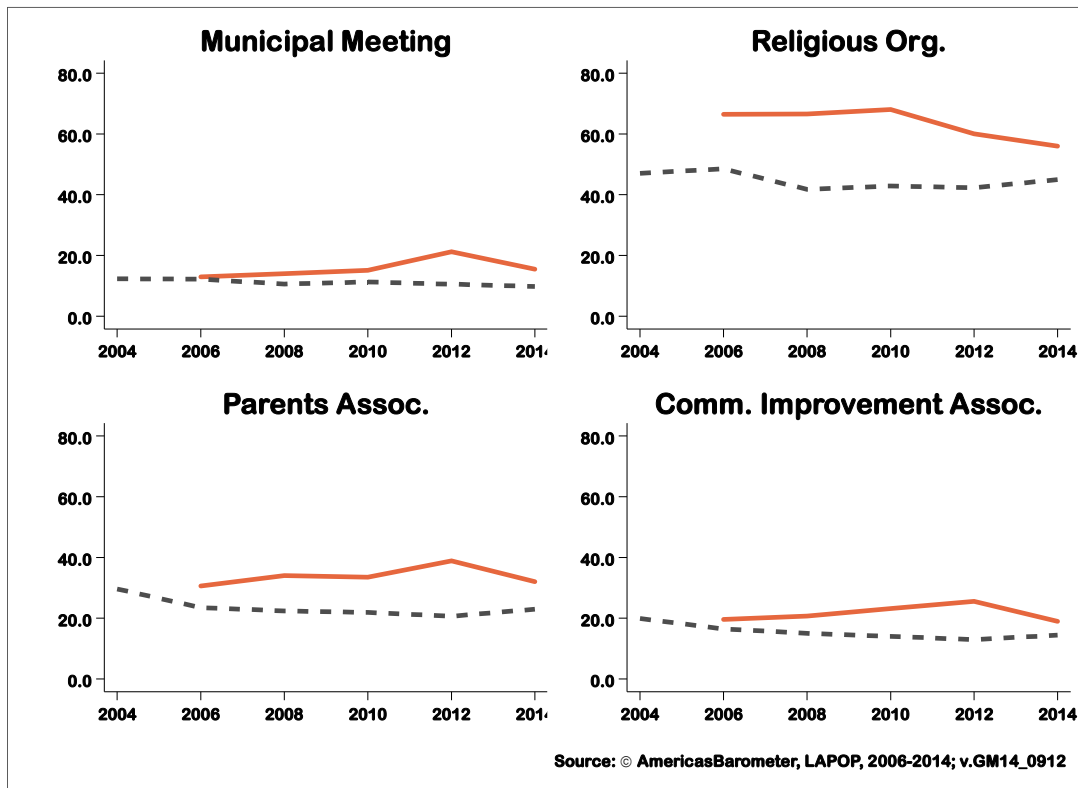 Municipal Meeting
80.0
60.0
40.0
20.0
0.0
2004 2006 2008 2010 2012 2014
Religious Org.
80.0
60.0
40.0
20.0
0.0
2004 2006 2008 2010 2012 2014
Parents Assoc.
80.0
60.0
40.0
20.0
0.0
2004 2006 2008 2010 2012 2014
Comm. Improvement Assoc.
80.0
60.0
40.0
20.0
0.0
2004 2006 2008 2010 2012 2014
Source: © AmericasBarometer, LAPOP, 2006-2014; v.GM14_0912